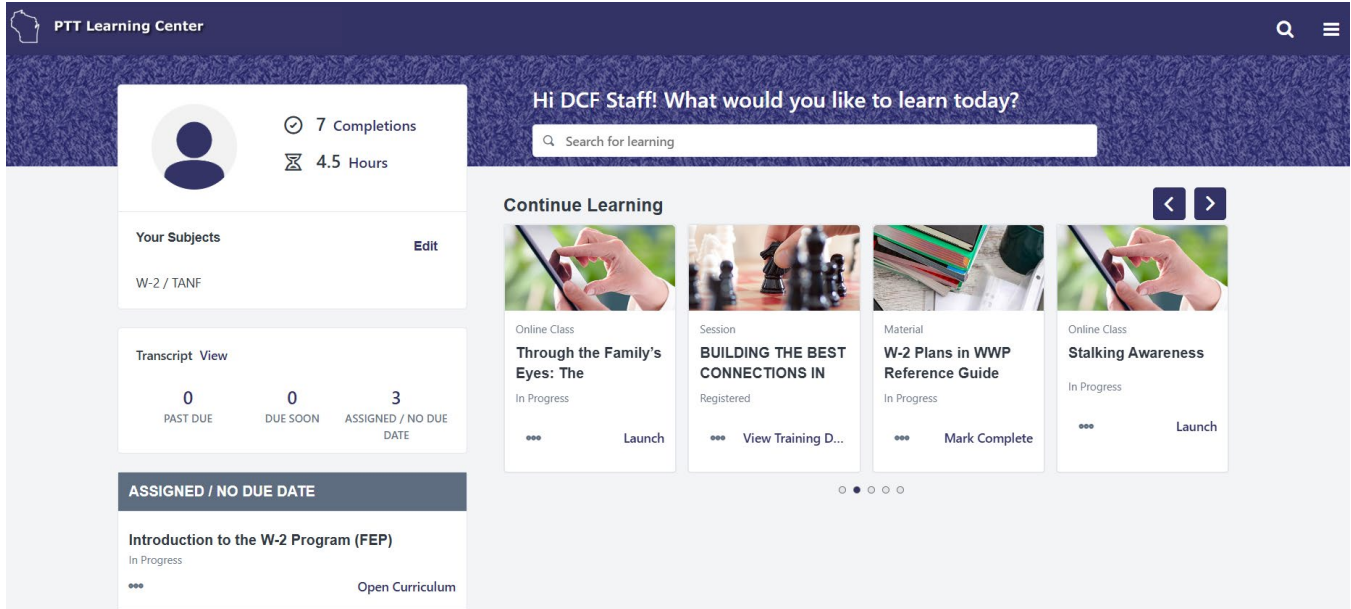 PTT Learning Center
Hi DCF Staff! What would you like to learn today?
Search for learning
7 Completions
4.5 Hours
Your Subjects
Edit
W-2 / TANF
Transcript View
0
PAST DUE
0
DUE SOON
3
ASSIGNED / NO DUE
DATE
ASSIGNED / NO DUE DATE
Introduction to the W-2 Program (FEP)
In Progress
Open Curriculum
Continue Learning
Online Class
Through the Family's
Eyes: The
In Progress
Launch
Session
BUILDING THE BEST
CONNECTIONS IN
Registered
View Training D...
Material
W-2 Plans in WWP
Reference Guide
In Progress
Mark Complete
Online Class
Stalking Awareness
In Progress
Launch